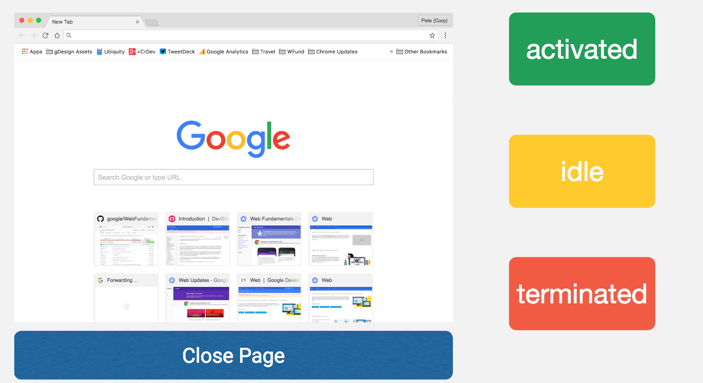 New Tab
Pete (Corp)
Apps gDesign Assets Ubiquity +CrDev TweetDeck Google Analytics Travel WFund Chrome Updates » Other Bookmarks
Google
Search Google or type URL
google/WebFundame Introduction | DevSi Web Fundamentals Web
Forwarding ... Web Updates - Goog Web | Google Devel Web
Close Page
activated
idle
terminated